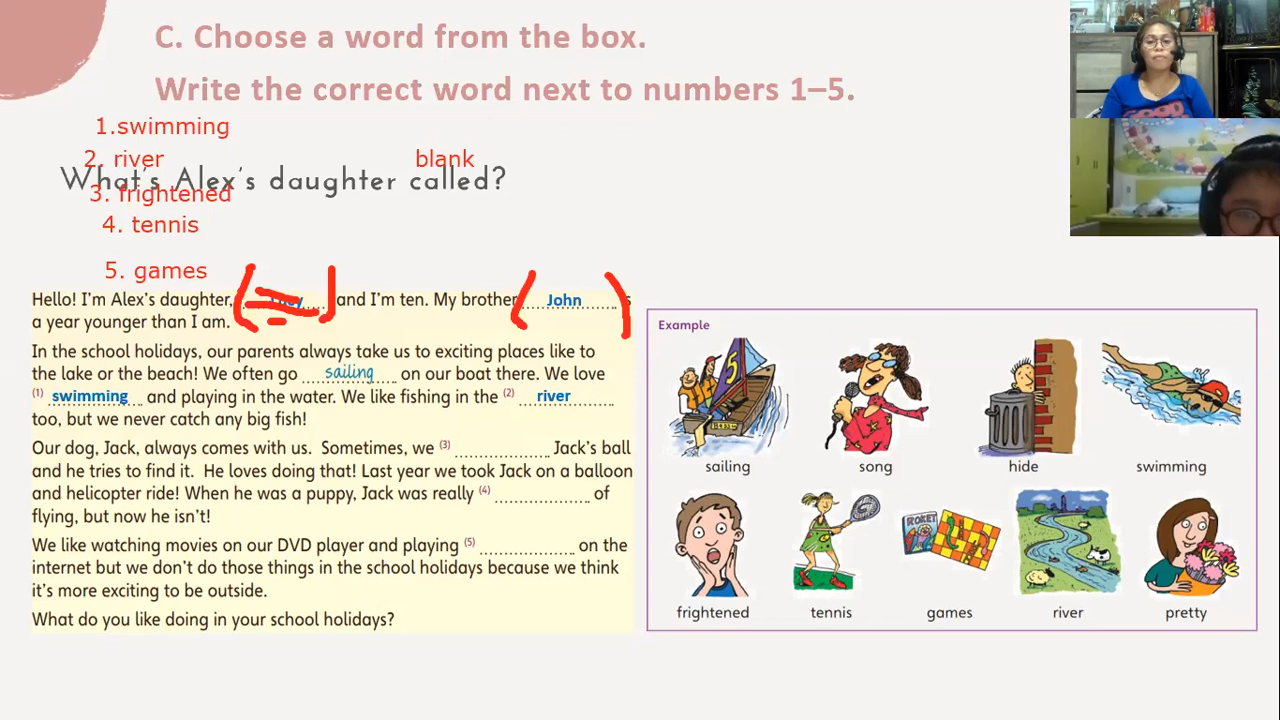 C. Choose a word from the box.
Write the correct word next to numbers 1–5.
1.swimming
2. river
blank
What's Alex's daughter called?
3. frightened
4. tennis
5. games
Hello! I'm Alex's daughter, and I'm ten. My brother John
a year younger than I am.
In the school holidays, our parents always take us to exciting places like to
the lake or the beach! We often go sailing on our boat there. We love
(1) swimming and playing in the water. We like fishing in the (2) river
too, but we never catch any big fish!
Our dog, Jack, always comes with us. Sometimes, we (3) .................... Jack's ball
and he tries to find it. He loves doing that! Last year we took Jack on a balloon
and helicopter ride! When he was a puppy, Jack was really (4) .................... of
flying, but now he isn't!
We like watching movies on our DVD player and playing (5) .................... on the
internet but we don't do those things in the school holidays because we think
it's more exciting to be outside.
What do you like doing in your school holidays?
Example
5
sailing
song
hide
swimming
ROCKET
frightened
tennis
games
river
pretty